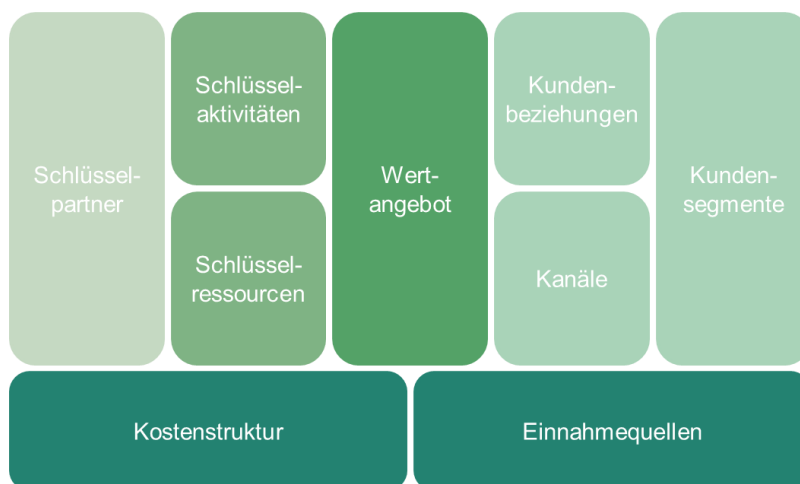 Schlüssel-
partner
Schlüssel-
aktivitäten
Schlüssel-
ressourcen
Wert-
angebot
Kunden-
beziehungen
Kanäle
Kunden-
segmente
Kostenstruktur
Einnahmequellen